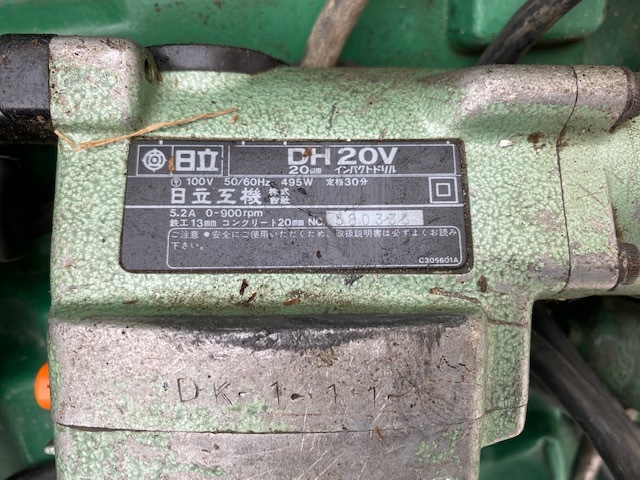 日立 DH 20V
20mm インパクトドリル
100V 50/60Hz 495W 定格30分
日立工機 株式会社
5.2A 0-900rpm
鉄工13mm コンクリート20mm NO.
〈ご注意〉●安全にご使用いただくため、取扱説明書は必ずよくお読み
下さい。
C305601A
DK-1-11